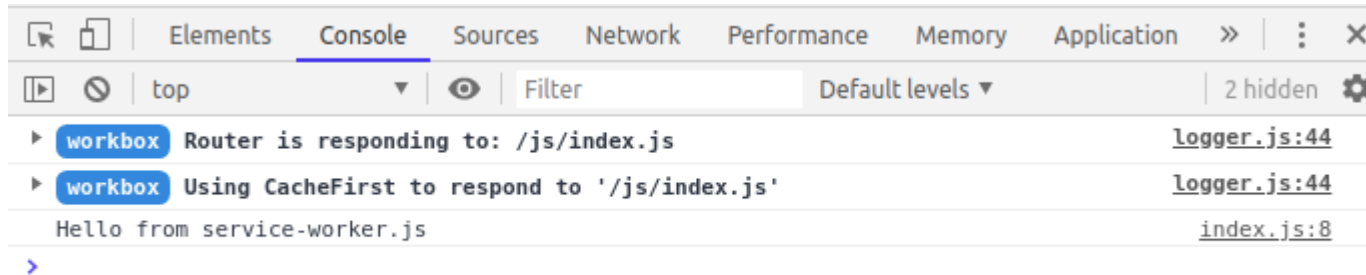 Elements Console Sources Network Performance Memory Application »
top Filter Default levels 2 hidden
workbox Router is responding to: /js/index.js logger.js:44
workbox Using CacheFirst to respond to '/js/index.js' logger.js:44
Hello from service-worker.js index.js:8